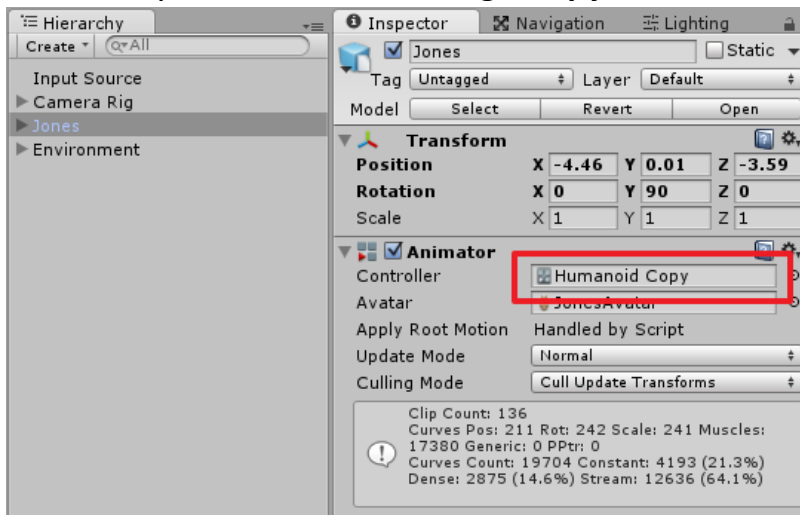 Hierarchy
Create All
Input Source
Camera Rig
Jones
Environment
Inspector Navigation Lighting
Jones Static
Tag Untagged Layer Default
Model Select Revert Open
Transform
Position X -4.46 Y 0.01 Z -3.59
Rotation X 0 Y 90 Z 0
Scale X 1 Y 1 Z 1
Animator
Controller Humanoid Copy
Avatar JonesAvatar
Apply Root Motion Handled by Script
Update Mode Normal
Culling Mode Cull Update Transforms
Clip Count: 136
Curves Pos: 211 Rot: 242 Scale: 241 Muscles:
17380 Generic: 0 PPtr: 0
Curves Count: 19704 Constant: 4193 (21.3%)
Dense: 2875 (14.6%) Stream: 12636 (64.1%)